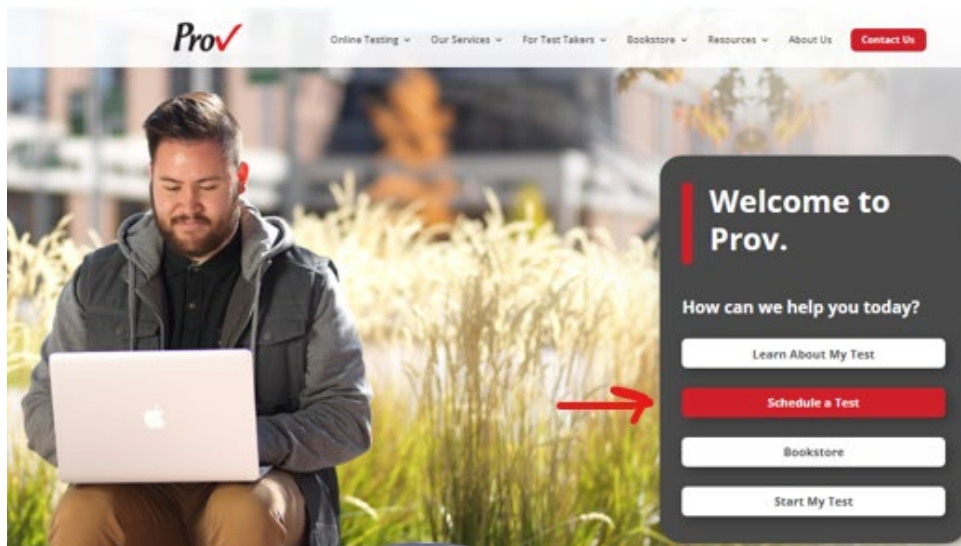 Prov
Online Testing Our Services For Test Takers Bookstore Resources About Us Contact Us
Welcome to
Prov.
How can we help you today?
Learn About My Test
Schedule a Test
Bookstore
Start My Test